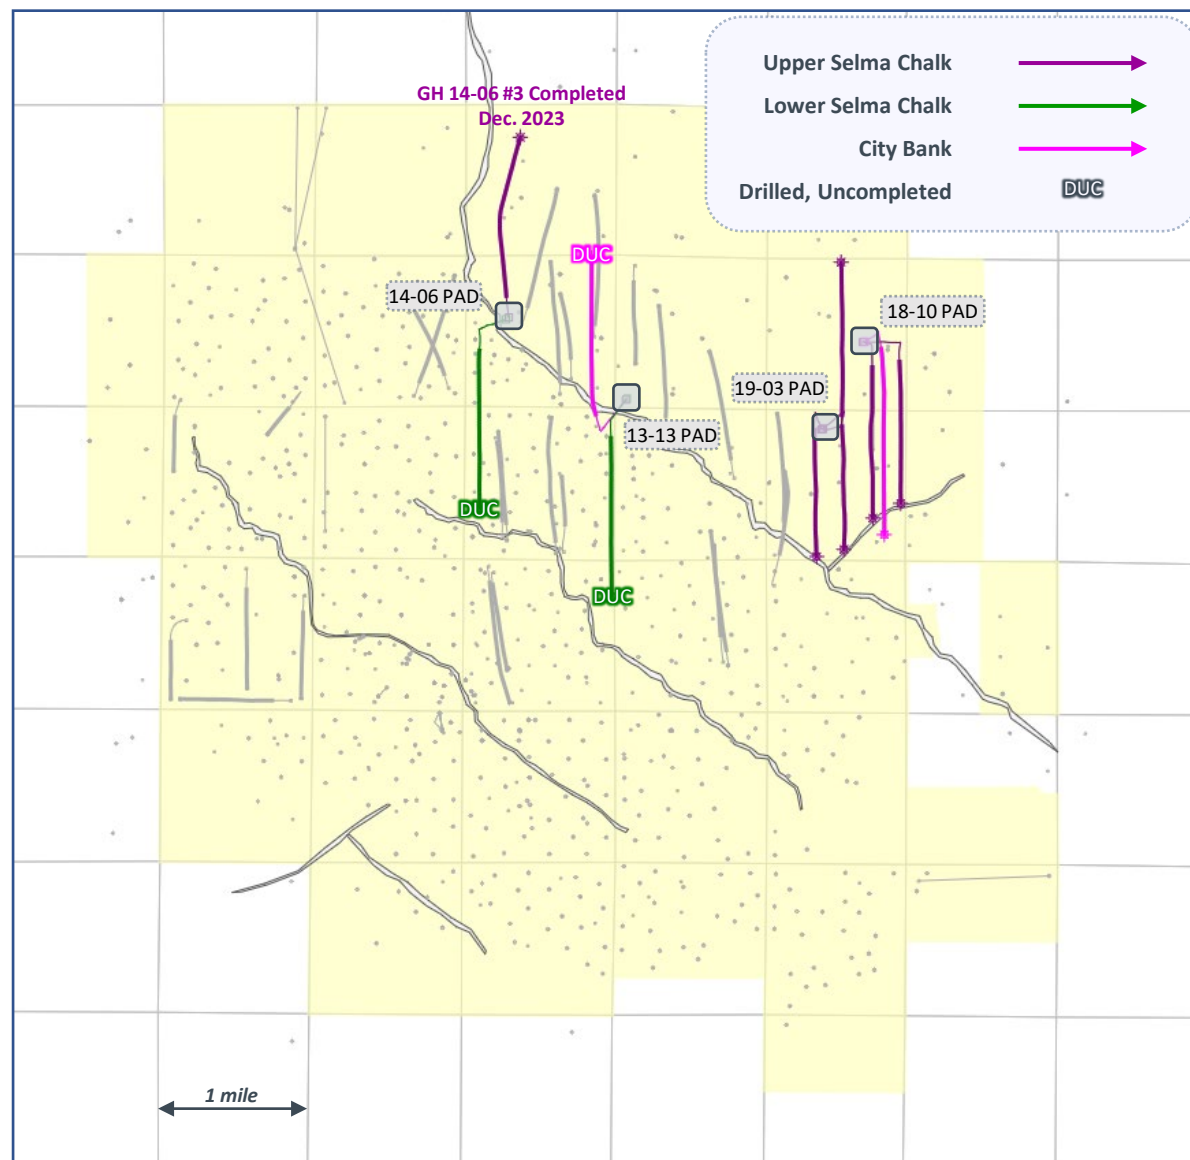 Upper Selma Chalk
Lower Selma Chalk
City Bank
Drilled, Uncompleted DUC
GH 14-06 #3 Completed
Dec. 2023
DUC
14-06 PAD
18-10 PAD
19-03 PAD
13-13 PAD
DUC
DUC
1 mile